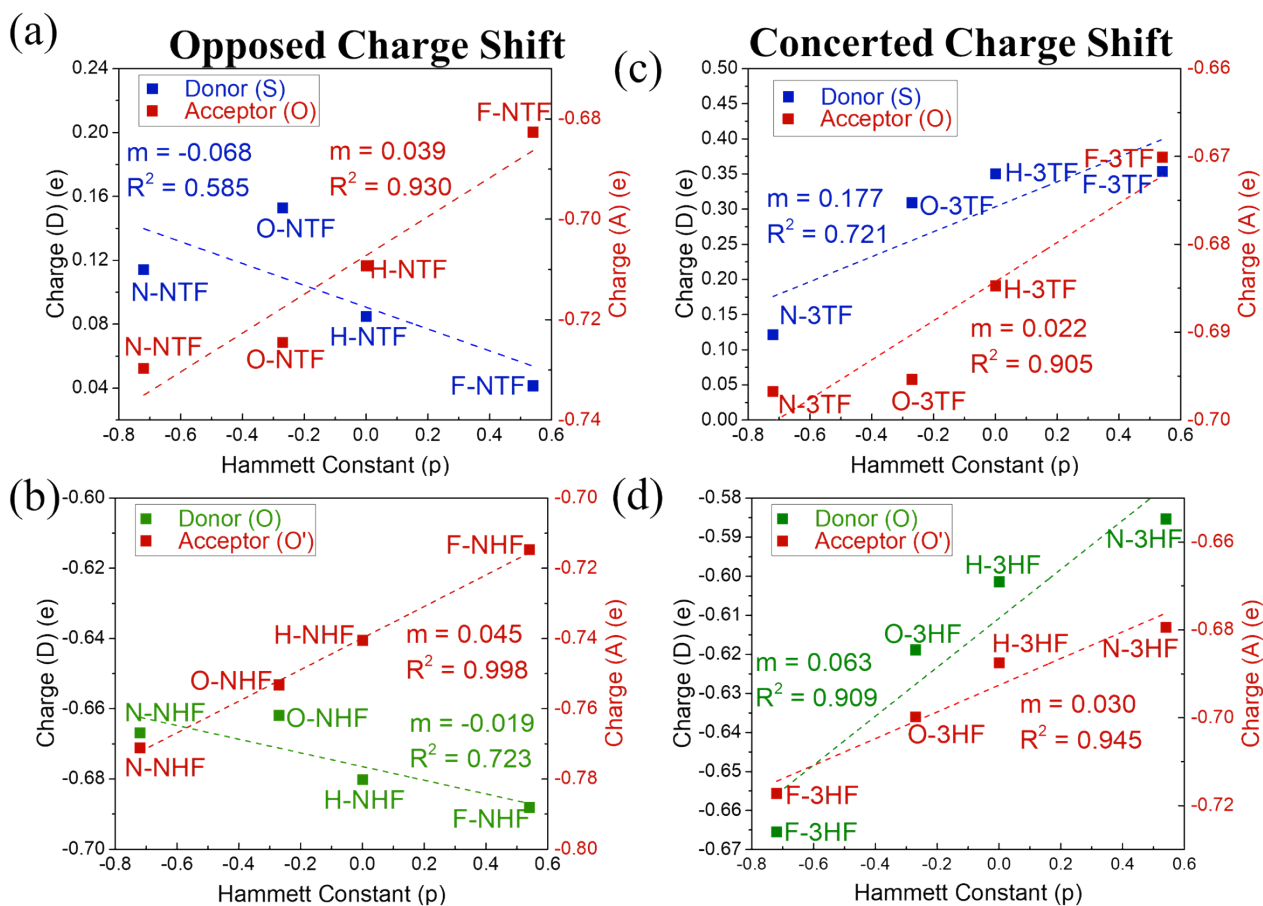 Opposed Charge Shift
Concerted Charge Shift
(a)
0.24
0.20
0.16
0.12
0.08
0.04
Charge (D) (e)
Donor (S)
Acceptor (O)
m = -0.068
R² = 0.585
m = 0.039
R² = 0.930
F-NTF
O-NTF
N-NTF
H-NTF
N-NTF
O-NTF
H-NTF
F-NTF
-0.68
-0.70
-0.72
-0.74
Charge (A) (e)
-0.8 -0.6 -0.4 -0.2 0.0 0.2 0.4 0.6
Hammett Constant (p)
(c)
0.50
0.45
0.40
0.35
0.30
0.25
0.20
0.15
0.10
0.05
0.00
Charge (D) (e)
Donor (S)
Acceptor (O)
H-3TF
F-3TF
F-3TF
m = 0.177
R² = 0.721
O-3TF
H-3TF
N-3TF
m = 0.022
R² = 0.905
N-3TF
O-3TF
-0.66
-0.67
-0.68
-0.69
-0.70
Charge (A) (e)
-0.8 -0.6 -0.4 -0.2 0.0 0.2 0.4 0.6
Hammett Constant (p)
(b)
-0.60
-0.62
-0.64
-0.66
-0.68
-0.70
Charge (D) (e)
Donor (O)
Acceptor (O')
F-NHF
H-NHF
m = 0.045
R² = 0.998
O-NHF
N-NHF
O-NHF
m = -0.019
R² = 0.723
N-NHF
H-NHF
F-NHF
-0.70
-0.72
-0.74
-0.76
-0.78
-0.80
Charge (A) (e)
-0.8 -0.6 -0.4 -0.2 0.0 0.2 0.4 0.6
Hammett Constant (p)
(d)
-0.58
-0.59
-0.60
-0.61
-0.62
-0.63
-0.64
-0.65
-0.66
-0.67
Charge (D) (e)
Donor (O)
Acceptor (O')
N-3HF
H-3HF
O-3HF
H-3HF
N-3HF
m = 0.063
R² = 0.909
O-3HF
m = 0.030
R² = 0.945
F-3HF
F-3HF
-0.66
-0.68
-0.70
-0.72
Charge (A) (e)
-0.8 -0.6 -0.4 -0.2 0.0 0.2 0.4 0.6
Hammett Constant (p)